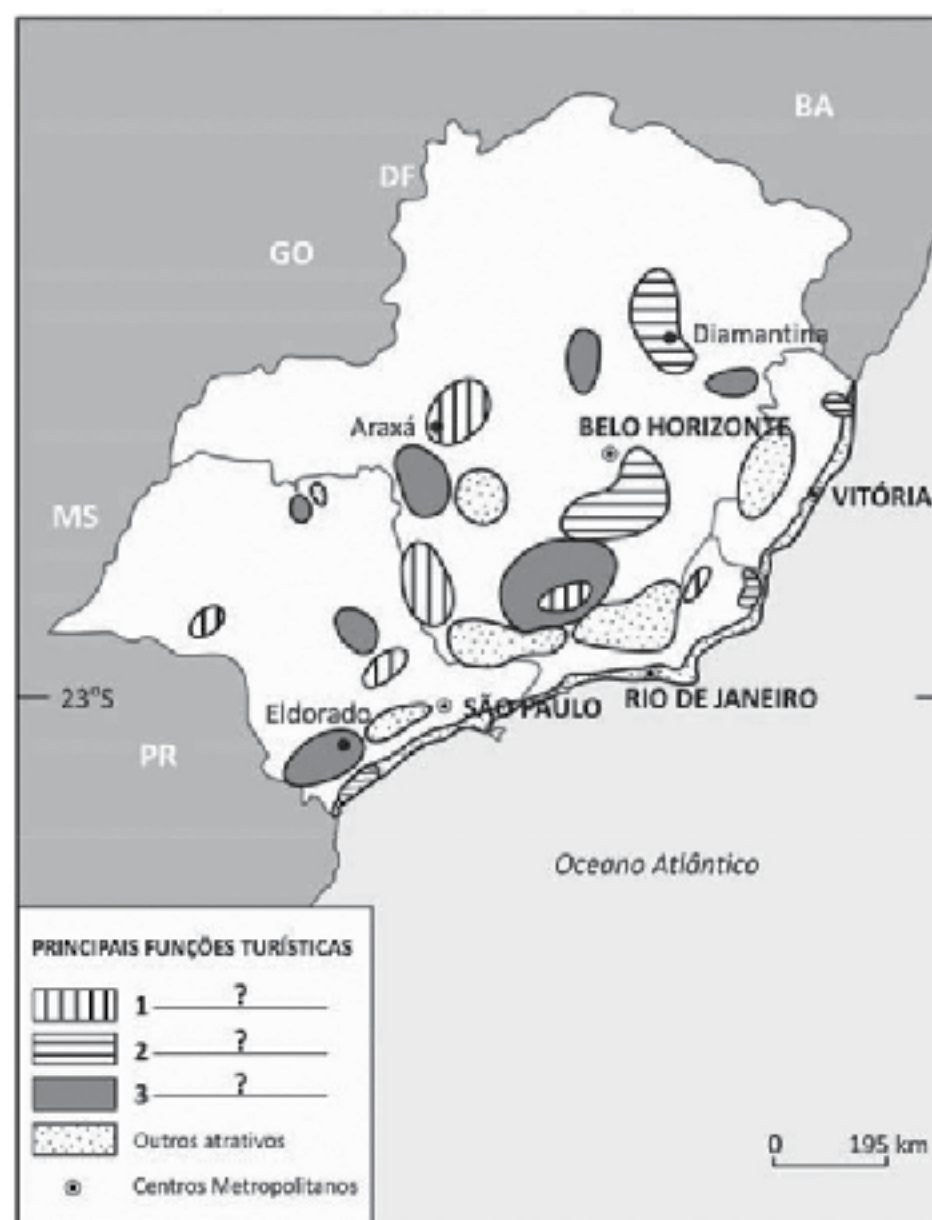 BA
DF
GO
Diamantina
Araxá
BELO HORIZONTE
MS
VITÓRIA
23°S
RIO DE JANEIRO
Eldorado
SÃO PAULO
PR
Oceano Atlântico
PRINCIPAIS FUNÇÕES TURÍSTICAS
1 ?
2 ?
3 ?
Outros atrativos
Centros Metropolitanos
0 195 km